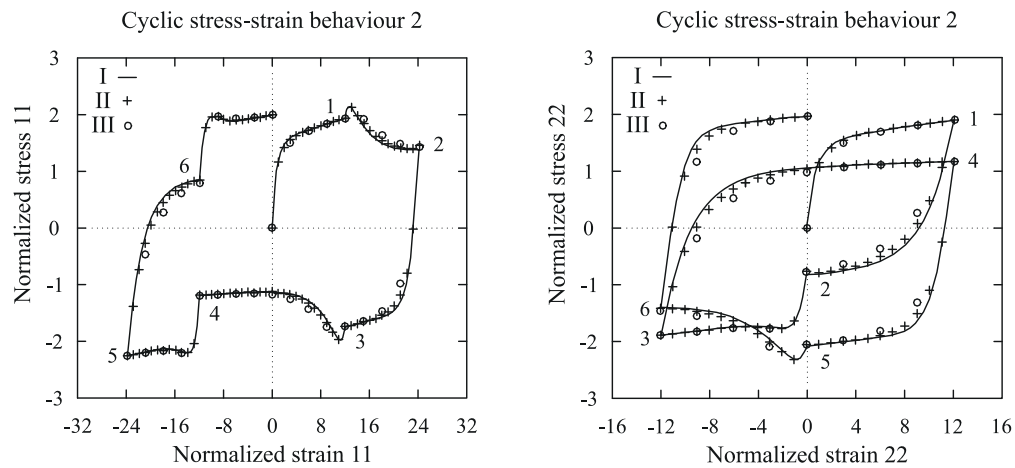 Cyclic stress-strain behaviour 2
Normalized stress 11
3
2
1
0
-1
-2
-3
I
II
III
1
2
3
4
5
6
-32 -24 -16 -8 0 8 16 24 32
Normalized strain 11
Cyclic stress-strain behaviour 2
Normalized stress 22
3
2
1
0
-1
-2
-3
I
II
III
1
4
2
5
6
3
-16 -12 -8 -4 0 4 8 12 16
Normalized strain 22